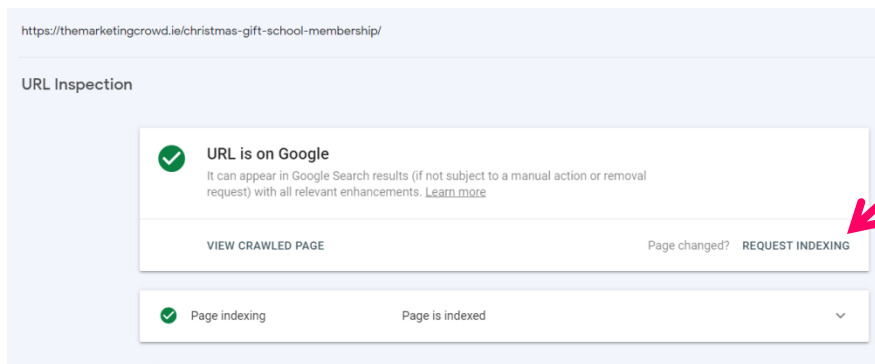 https://themarketingcrowd.ie/christmas-gift-school-membership/
URL Inspection
URL is on Google
It can appear in Google Search results (if not subject to a manual action or removal
request) with all relevant enhancements. Learn more
VIEW CRAWLED PAGE Page changed? REQUEST INDEXING
Page indexing Page is indexed